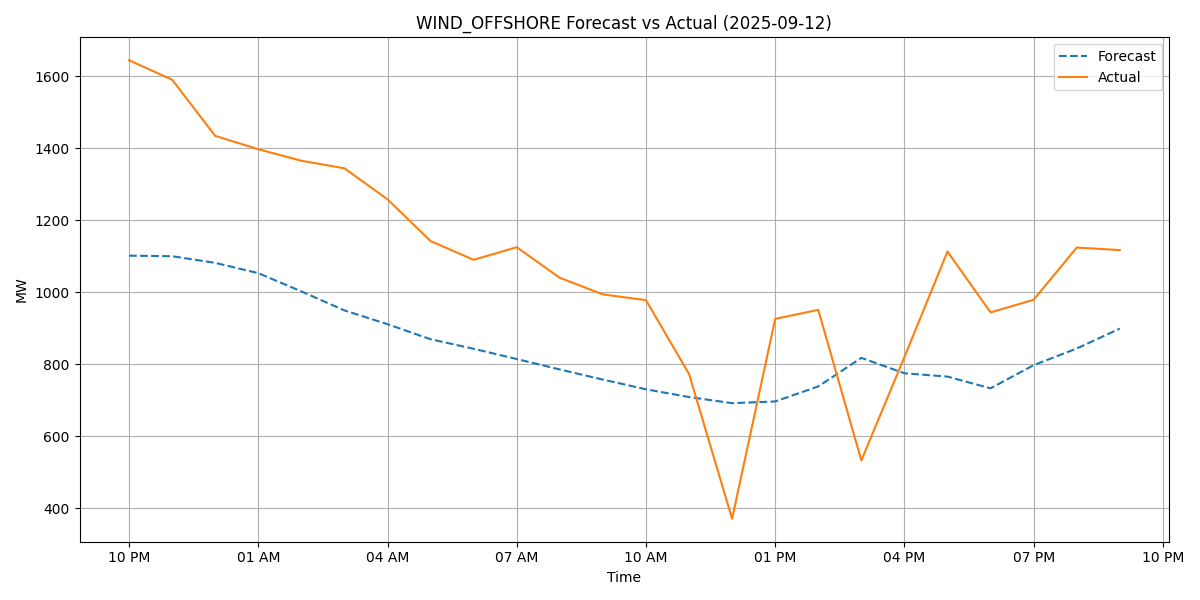 WIND_OFFSHORE Forecast vs Actual (2025-09-12)
Forecast
Actual
1600
1400
1200
1000
800
600
400
MW
10 PM 01 AM 04 AM 07 AM 10 AM 01 PM 04 PM 07 PM 10 PM
Time